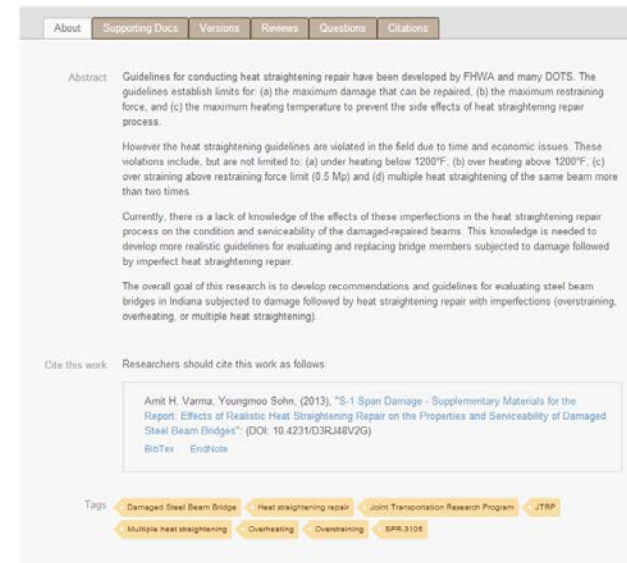 About Supporting Docs Versions Reviews Questions Citations
Abstract Guidelines for conducting heat straightening repair have been developed by FHWA and many DOTS. The
guidelines establish limits for: (a) the maximum damage that can be repaired, (b) the maximum restraining
force, and (c) the maximum heating temperature to prevent the side effects of heat straightening repair
process.
However the heat straightening guidelines are violated in the field due to time and economic issues. These
violations include, but are not limited to: (a) under heating below 1200°F, (b) over heating above 1200°F, (c)
over straining above restraining force limit (0.5 Mp) and (d) multiple heat straightening of the same beam more
than two times.
Currently, there is a lack of knowledge of the effects of these imperfections in the heat straightening repair
process on the condition and serviceability of the damaged-repaired beams. This knowledge is needed to
develop more realistic guidelines for evaluating and replacing bridge members subjected to damage followed
by imperfect heat straightening repair.
The overall goal of this research is to develop recommendations and guidelines for evaluating steel beam
bridges in Indiana subjected to damage followed by heat straightening repair with imperfections (overstraining,
overheating, or multiple heat straightening).
Cite this work Researchers should cite this work as follows:
Amit H. Varma, Youngmoo Sohn, (2013), "S-1 Span Damage - Supplementary Materials for the
Report: Effects of Realistic Heat Straightening Repair on the Properties and Serviceability of Damaged
Steel Beam Bridges": (DOI: 10.4231/D3RJ48V2G)
BibTex EndNote
Tags Damaged Steel Beam Bridge Heat straightening repair Joint Transportation Research Program JTRP
Multiple heat straightening Overheating Overstraining SPR-3105